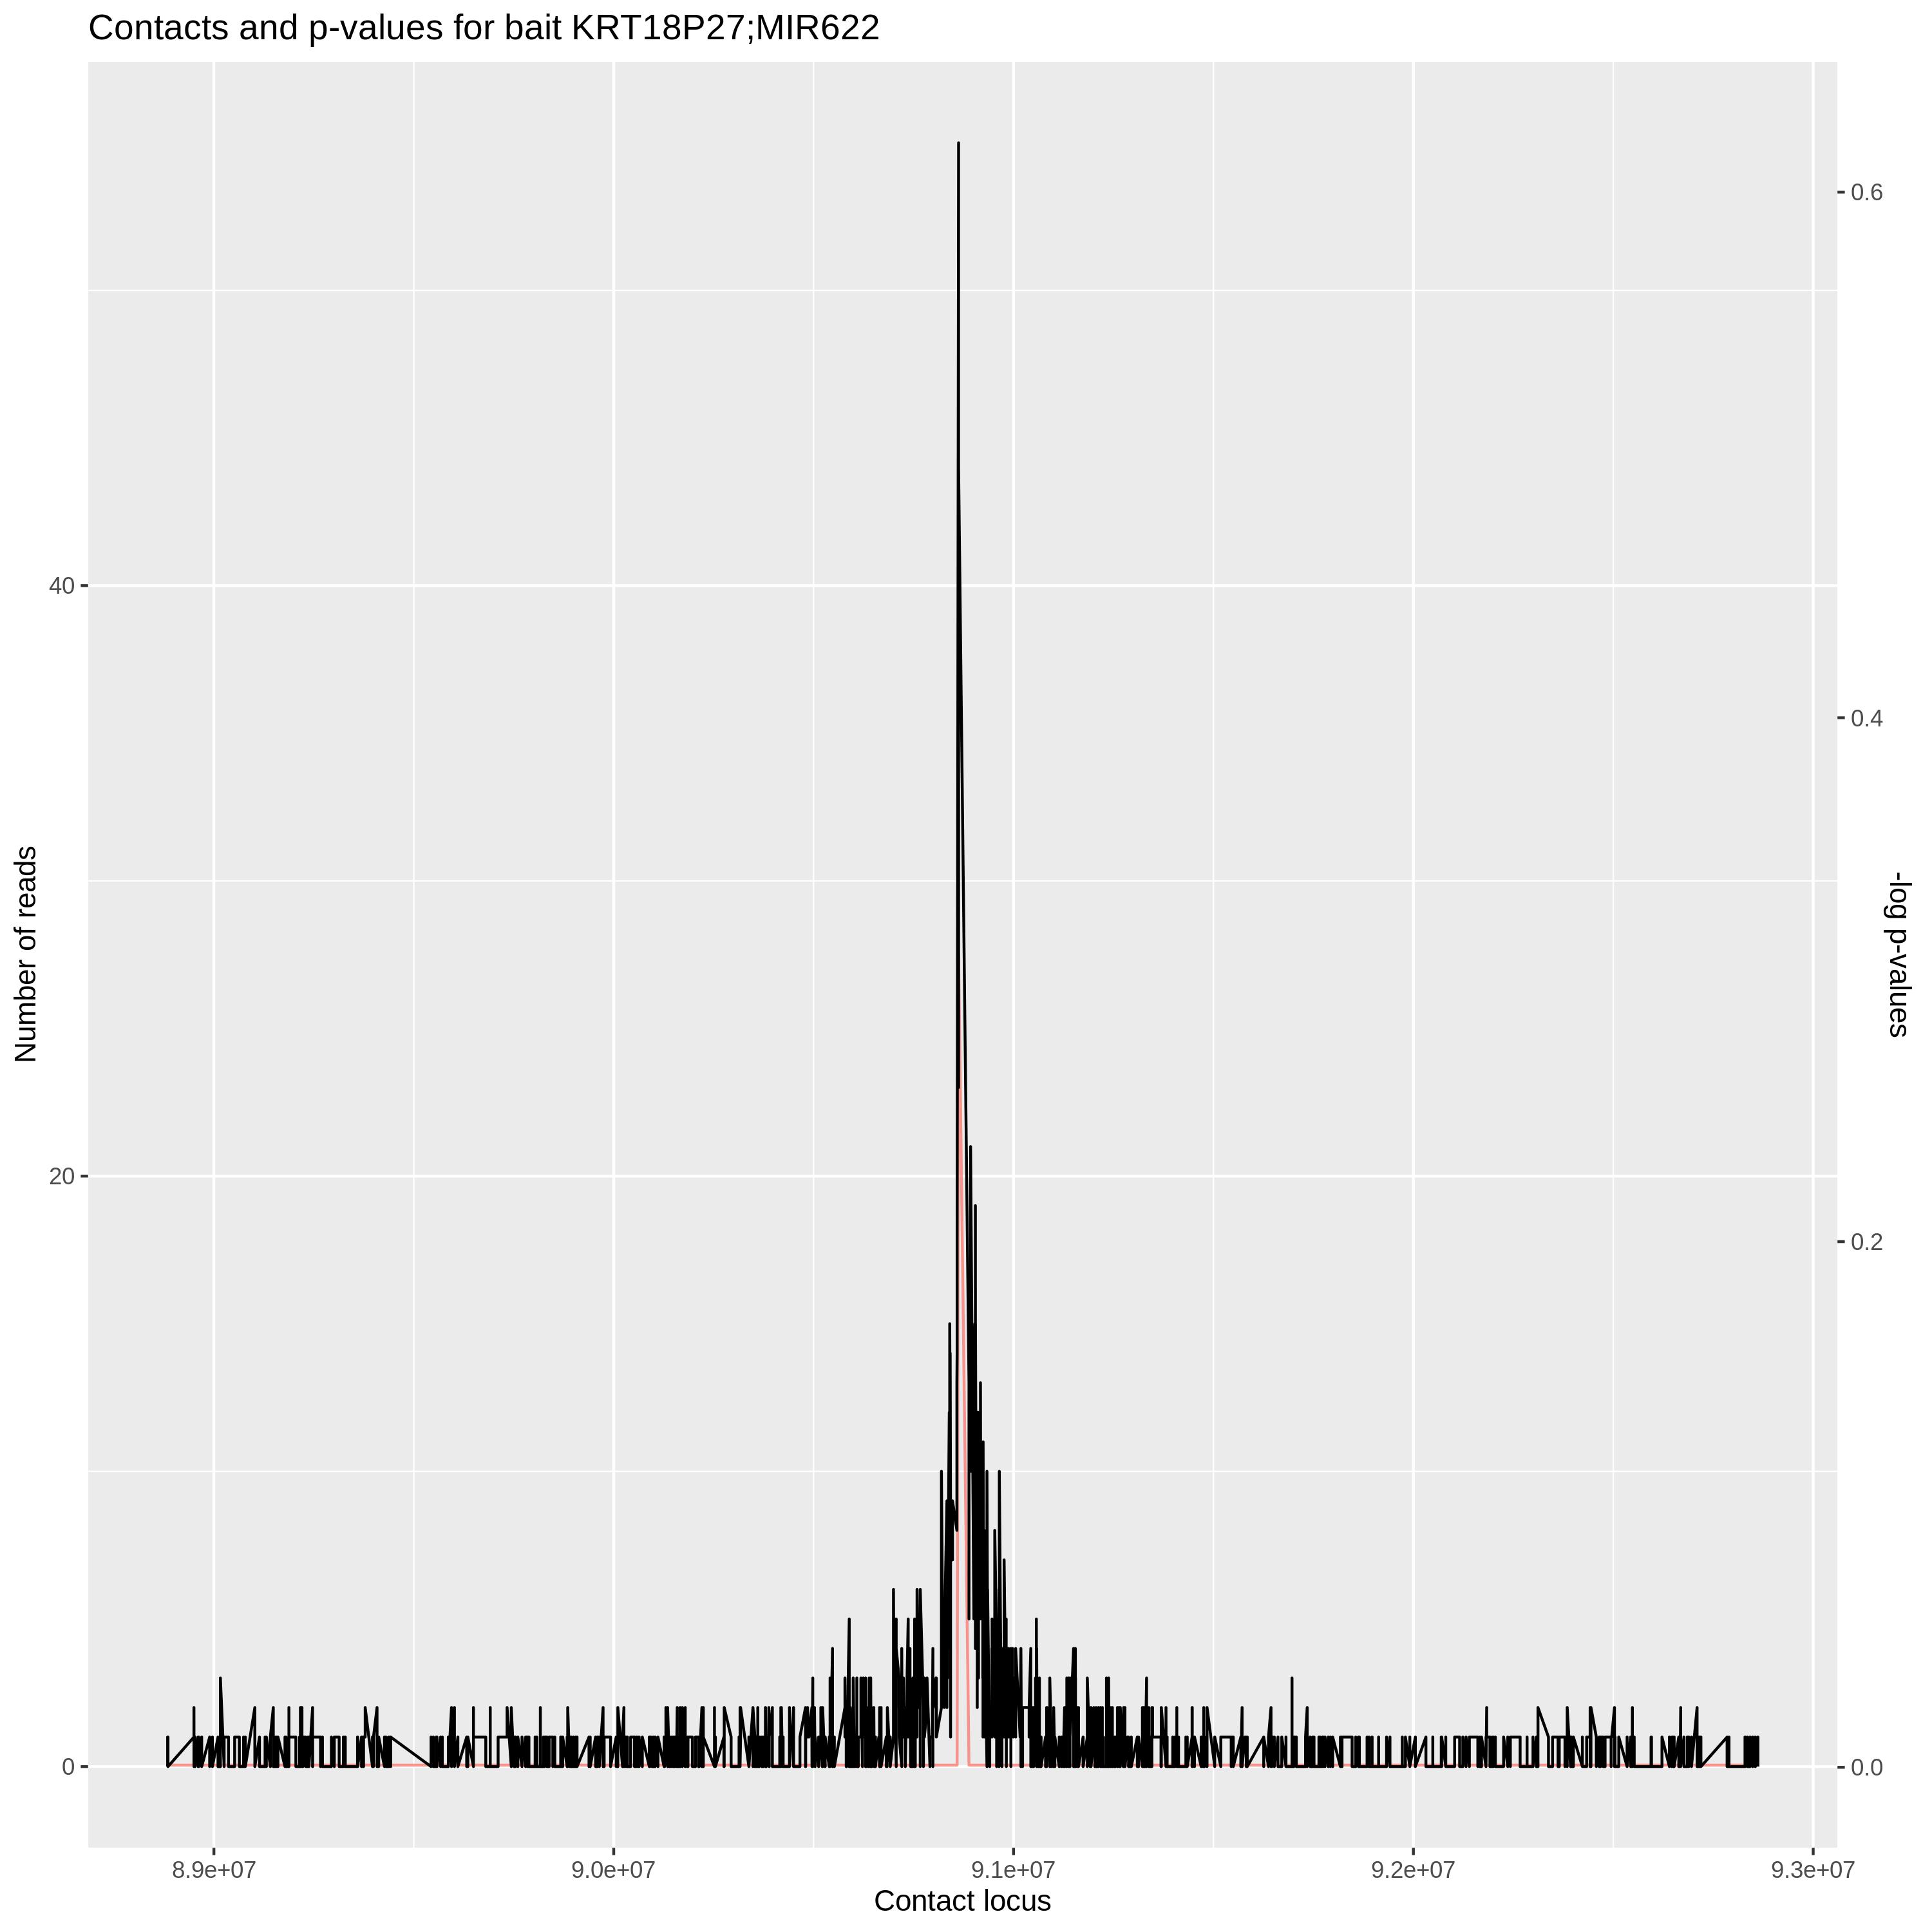 Contacts and p-values for bait KRT18P27;MIR622
Number of reads
40
20
0
0.6
0.4
0.2
0.0
-log p-values
8.9e+07
9.0e+07
9.1e+07
9.2e+07
9.3e+07
Contact locus